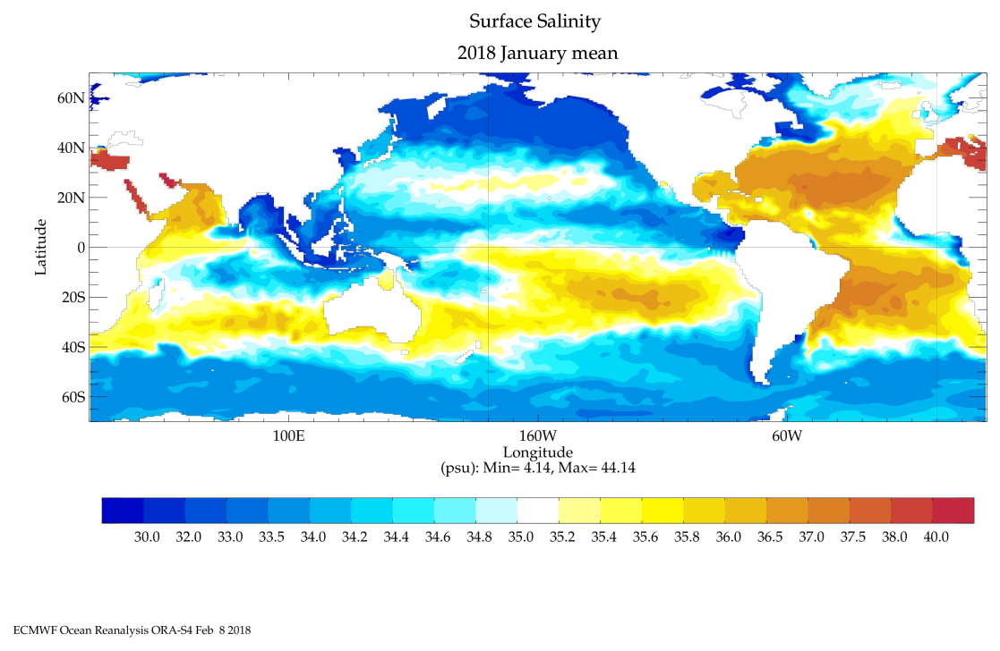 Surface Salinity
2018 January mean
60N
40N
20N
0
20S
40S
60S
Latitude
100E 160W 60W
Longitude
(psu): Min= 4.14, Max= 44.14
30.0 32.0 33.0 33.5 34.0 34.2 34.4 34.6 34.8 35.0 35.2 35.4 35.6 35.8 36.0 36.5 37.0 37.5 38.0 40.0
ECMWF Ocean Reanalysis ORA-S4 Feb  8 2018